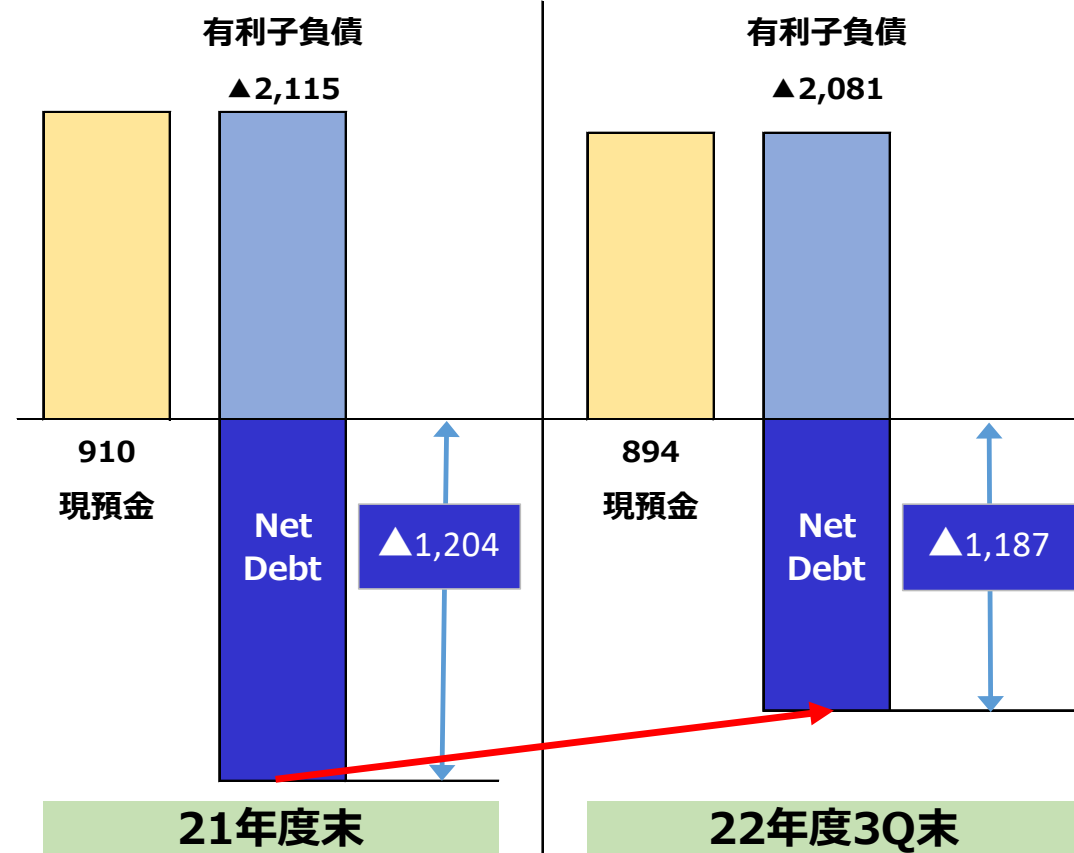 有利子負債
▲2,115
910
現預金
Net
Debt
▲1,204
21年度末
有利子負債
▲2,081
894
現預金
Net
Debt
▲1,187
22年度3Q末